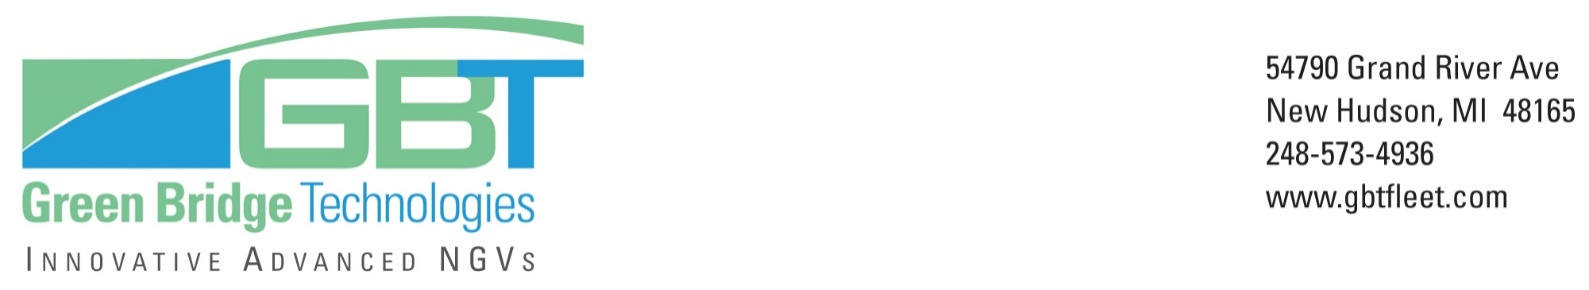 GBT
Green Bridge Technologies
INNOVATIVE ADVANCED NGVS
54790 Grand River Ave
New Hudson, MI 48165
248-573-4936
www.gbtfleet.com